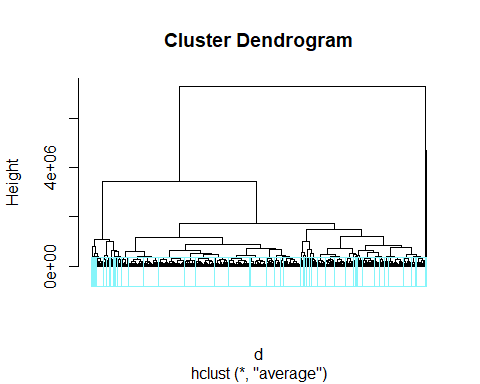 Cluster Dendrogram
Height
0e+00 4e+06
d
hclust (*, "average")